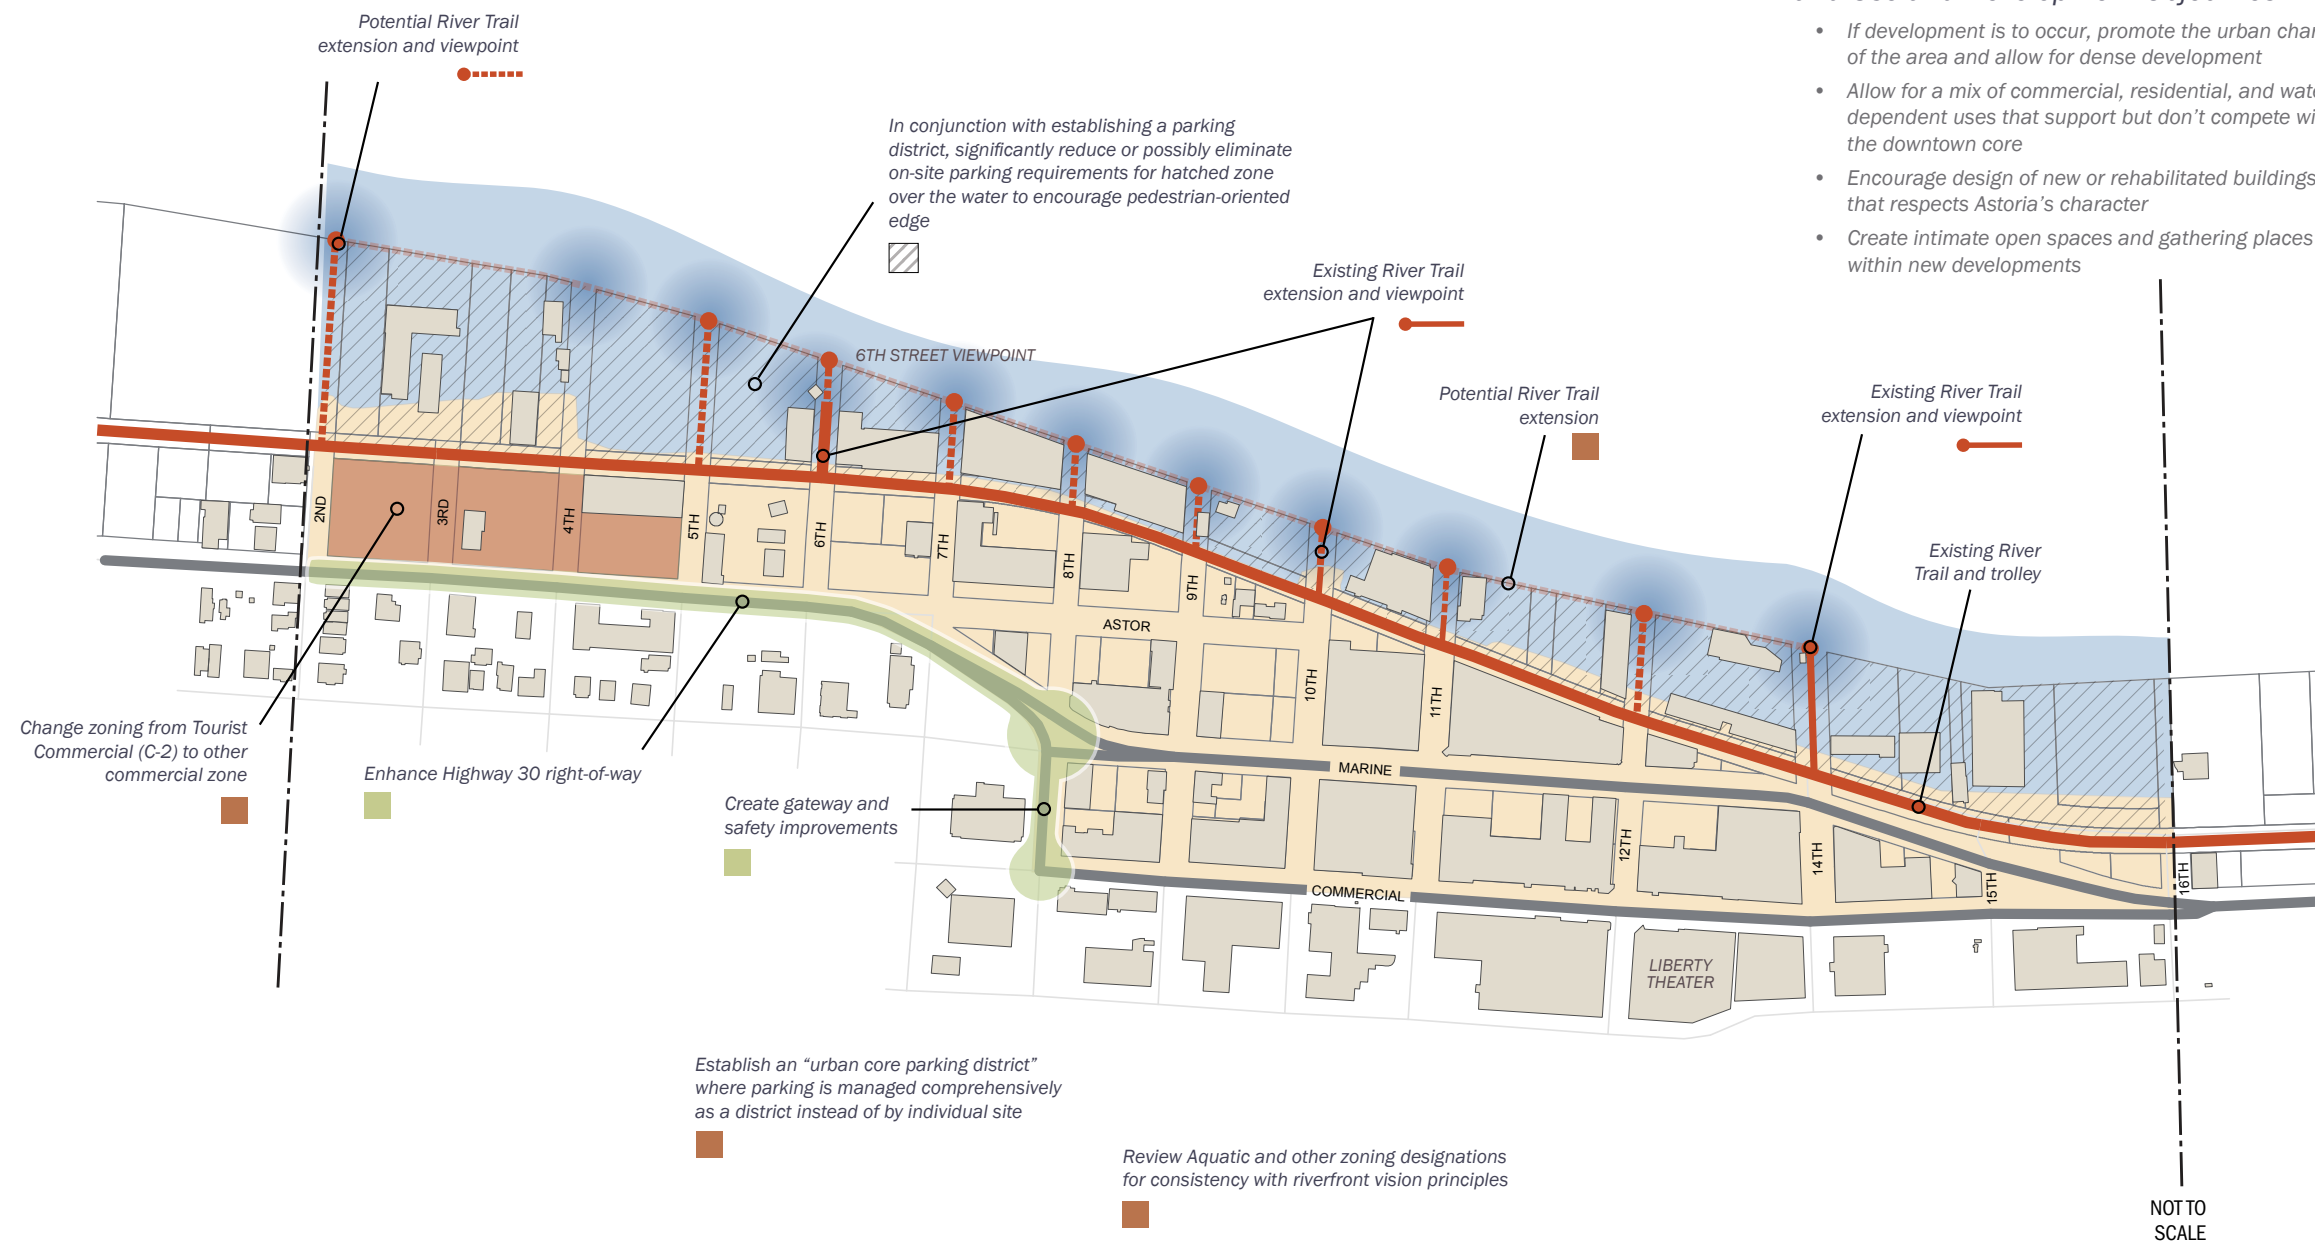 Potential River Trail
extension and viewpoint
If development is to occur, promote the urban
of the area and allow for dense development
• Allow for a mix of commercial, residential, and
dependent uses that support but don't compete
the downtown core
• Encourage design of new or rehabilitated buildings
that respects Astoria's character
• Create intimate open spaces and gathering places
within new developments
In conjunction with establishing a parking
district, significantly reduce or possibly eliminate
on-site parking requirements for hatched zone
over the water to encourage pedestrian-oriented
edge
Existing River Trail
extension and viewpoint
6TH STREET VIEWPOINT
Potential River Trail
extension
Existing River Trail
extension and viewpoint
Existing River
Trail and trolley
2ND
3RD
4TH
5TH
6TH
7TH
8TH
9TH
10TH
11TH
12TH
14TH
15TH
16TH
ASTOR
MARINE
COMMERCIAL
LIBERTY
THEATER
Change zoning from Tourist
Commercial (C-2) to other
commercial zone
Enhance Highway 30 right-of-way
Create gateway and
safety improvements
Establish an “urban core parking district”
where parking is managed comprehensively
as a district instead of by individual site
Review Aquatic and other zoning designations
for consistency with riverfront vision principles
NOT TO
SCALE